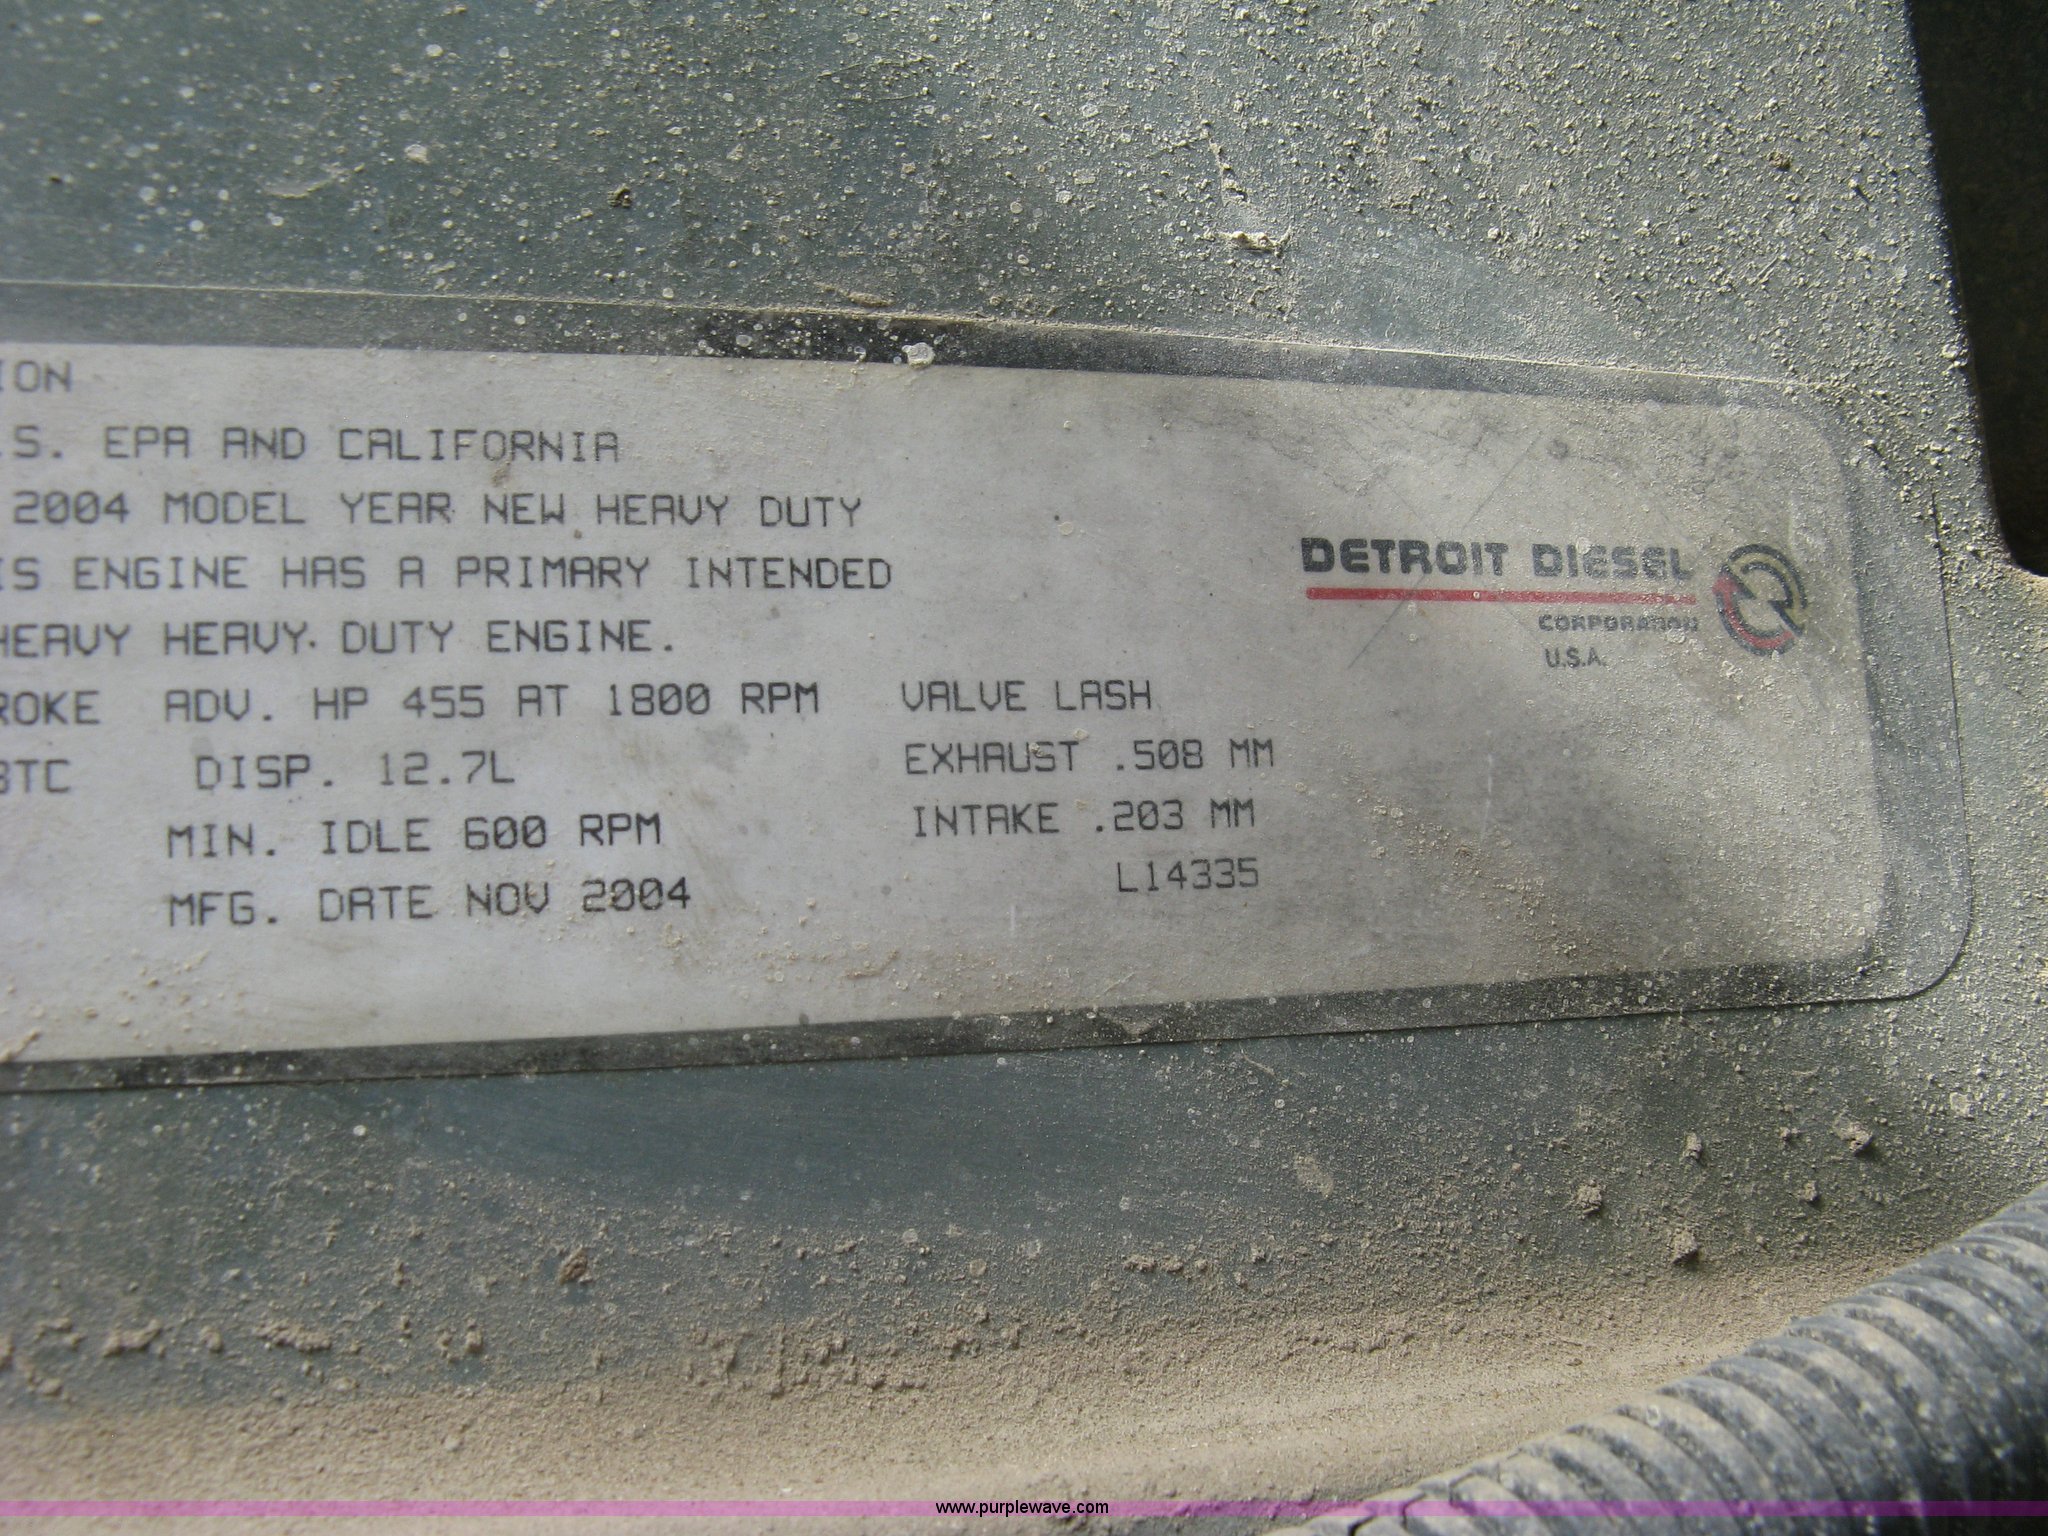 ION
.S. EPA AND CALIFORNIA
2004 MODEL YEAR NEW HEAVY DUTY
IS ENGINE HAS A PRIMARY INTENDED
HEAVY HEAVY DUTY ENGINE.
ROKE ADV. HP 455 AT 1800 RPM
BTC DISP. 12.7L
MIN. IDLE 600 RPM
MFG. DATE NOV 2004
VALVE LASH
EXHAUST .508 MM
INTAKE .203 MM
L14335
DETROIT DIESEL
CORPORATION
U.S.A.
www.purplewave.com